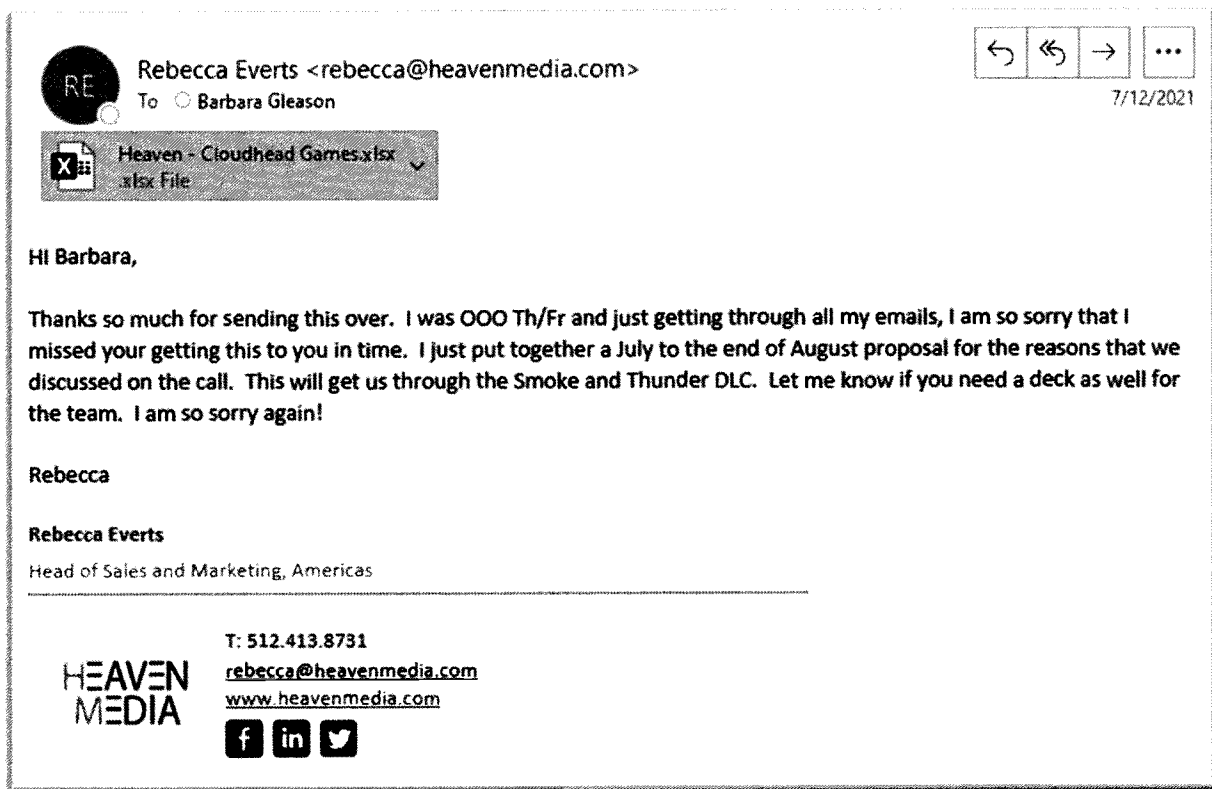 RE
Rebecca Everts <rebecca@heavenmedia.com>
To Barbara Gleason
7/12/2021
Heaven - Cloudhead Games.xlsx
.xlsx File
HI Barbara,
Thanks so much for sending this over. I was OOO Th/Fr and just getting through all my emails, I am so sorry that I
missed your getting this to you in time. I just put together a July to the end of August proposal for the reasons that we
discussed on the call. This will get us through the Smoke and Thunder DLC. Let me know if you need a deck as well for
the team. I am so sorry again!
Rebecca
Rebecca Everts
Head of Sales and Marketing, Americas
HEAVEN
MEDIA
T: 512.413.8731
rebecca@heavenmedia.com
www.heavenmedia.com
f in